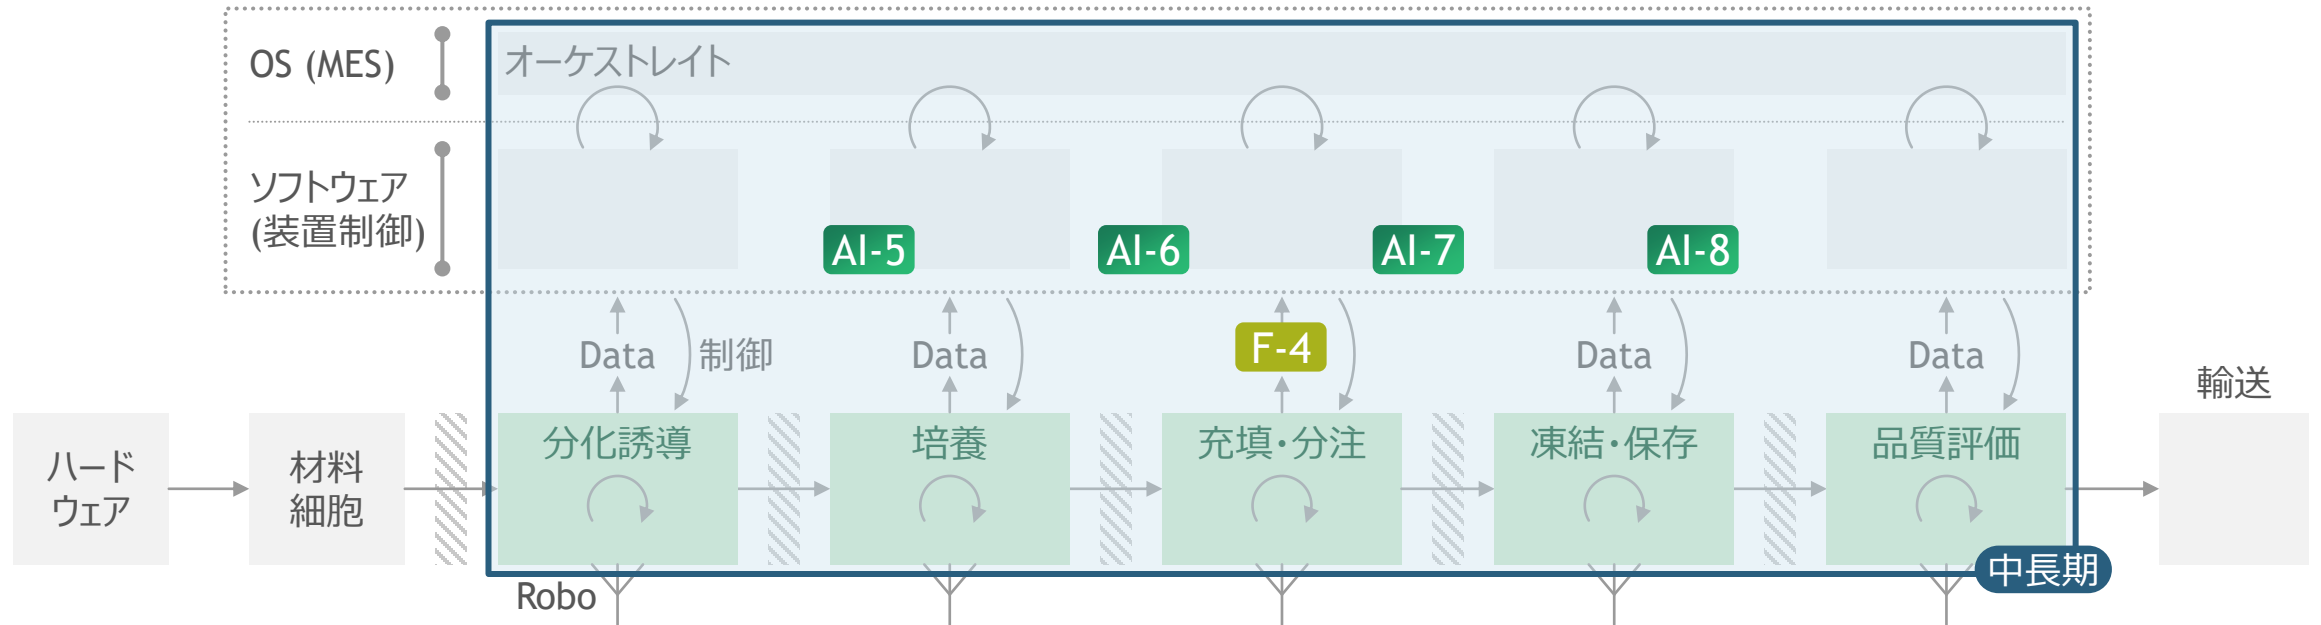 OS (MES)
オーケストレイト
ソフトウェア
(装置制御)
AI-5
AI-6
AI-7
AI-8
Data
制御
Data
F-4
Data
Data
輸送
ハード
ウェア
材料
細胞
分化誘導
培養
充填・分注
凍結・保存
品質評価
中長期
Robo